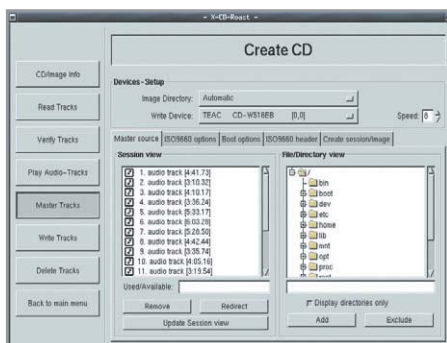 - X-CD-Roast -
Create CD
CD/Image Info
Read Tracks
Verify Tracks
Play Audio-Tracks
Master Tracks
Write Tracks
Delete Tracks
Back to main menu
Devices-Setup
Image Directory: Automatic
Write Device: TEAC CD-W516EB [0,0] Speed: 8
Master source ISO9660 options Boot options ISO9660 header Create session/image
Session view
1. audio track [4:41.73]
2. audio track [3:10.32]
3. audio track [4:10.17]
4. audio track [3:36.24]
5. audio track [5:33.17]
6. audio track [6:03.28]
7. audio track [5:28.50]
8. audio track [4:42.44]
9. audio track [3:35.74]
10. audio track [4:05.16]
11. audio track [3:19.54]
Used/Available:
Remove Redirect
Update Session view
File/Directory view
/
bin
boot
dev
etc
home
lib
mnt
opt
proc
Display directories only
Add Exclude